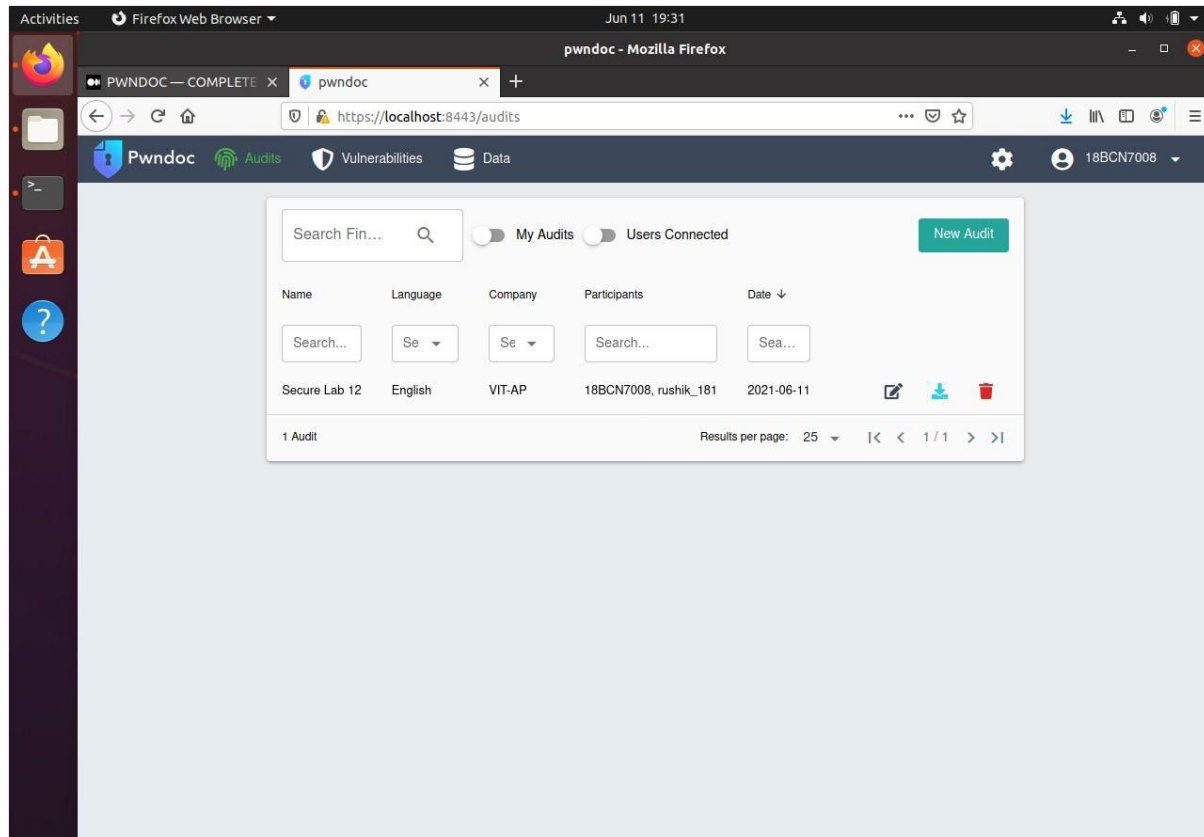 Activities Firefox Web Browser Jun 11 19:31
pwndoc - Mozilla Firefox
PWNDOC — COMPLETE pwndoc
https://localhost:8443/audits
Pwndoc Audits Vulnerabilities Data 18BCN7008
Search Fin... My Audits Users Connected New Audit
Name Language Company Participants Date
Search... Se Se Search... Sea...
Secure Lab 12 English VIT-AP 18BCN7008, rushik_181 2021-06-11
1 Audit Results per page: 25 1 / 1